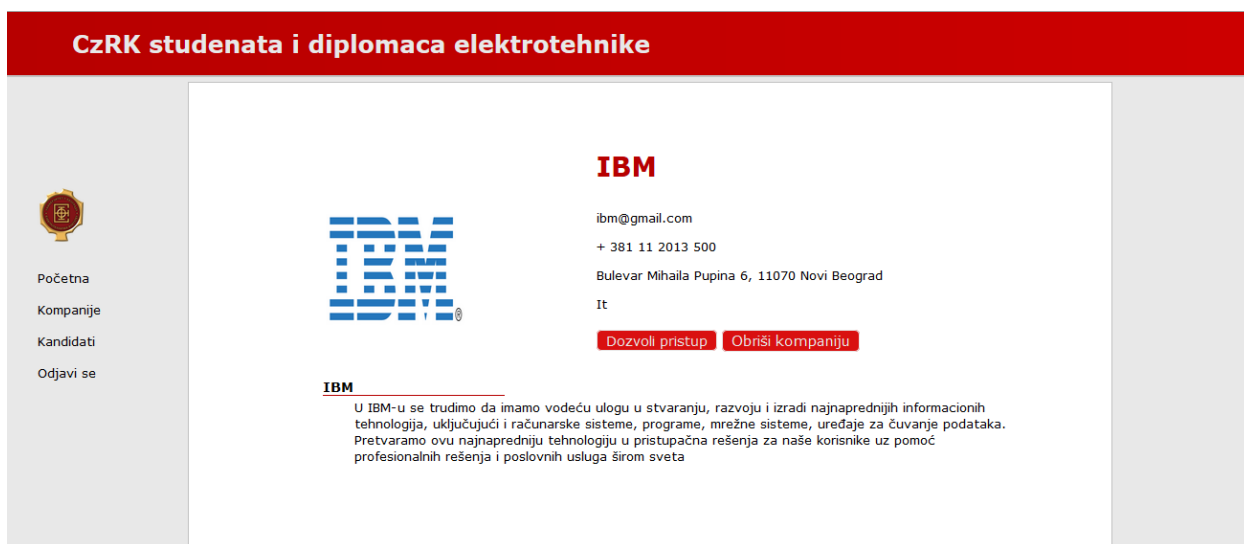 CzRK studenata i diplomaca elektrotehnike
Početna
Kompanije
Kandidati
Odjavi se
IBM
IBM®
ibm@gmail.com
+ 381 11 2013 500
Bulevar Mihaila Pupina 6, 11070 Novi Beograd
It
Dozvoli pristup Obriši kompaniju
IBM
U IBM-u se trudimo da imamo vodeću ulogu u stvaranju, razvoju i izradi najnaprednijih informacionih
tehnologija, uključujući i računarske sisteme, programe, mrežne sisteme, uređaje za čuvanje podataka.
Pretvaramo ovu najnapredniju tehnologiju u pristupačna rešenja za naše korisnike uz pomoć
profesionalnih rešenja i poslovnih usluga širom sveta